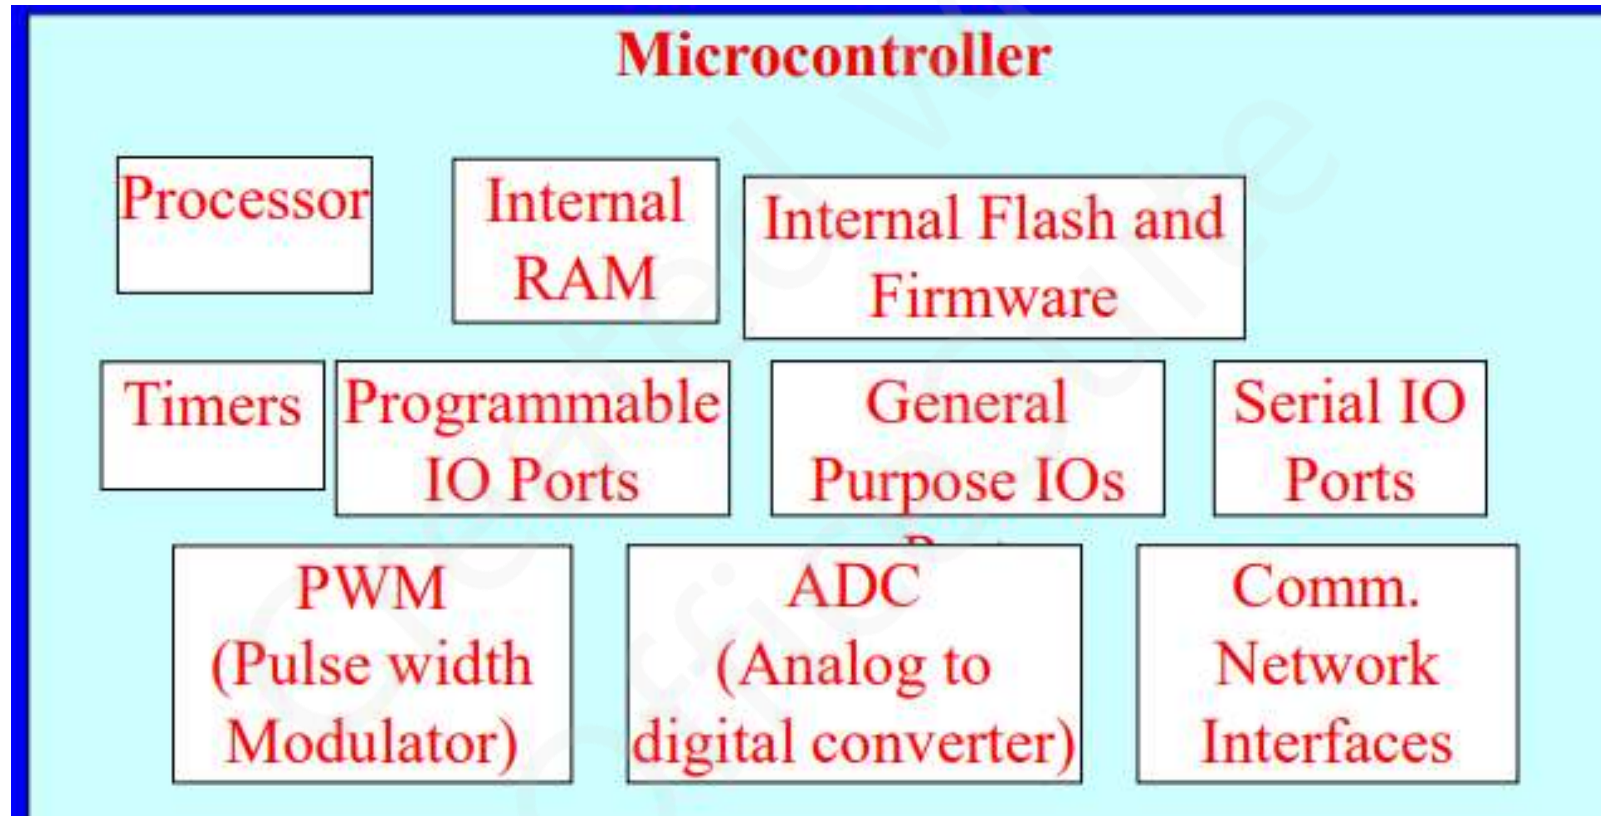 Microcontroller
Processor
Internal
RAM
Internal Flash and
Firmware
Timers
Programmable
IO Ports
General
Purpose IOs
Serial IO
Ports
PWM
(Pulse width
Modulator)
ADC
(Analog to
digital converter)
Comm.
Network
Interfaces